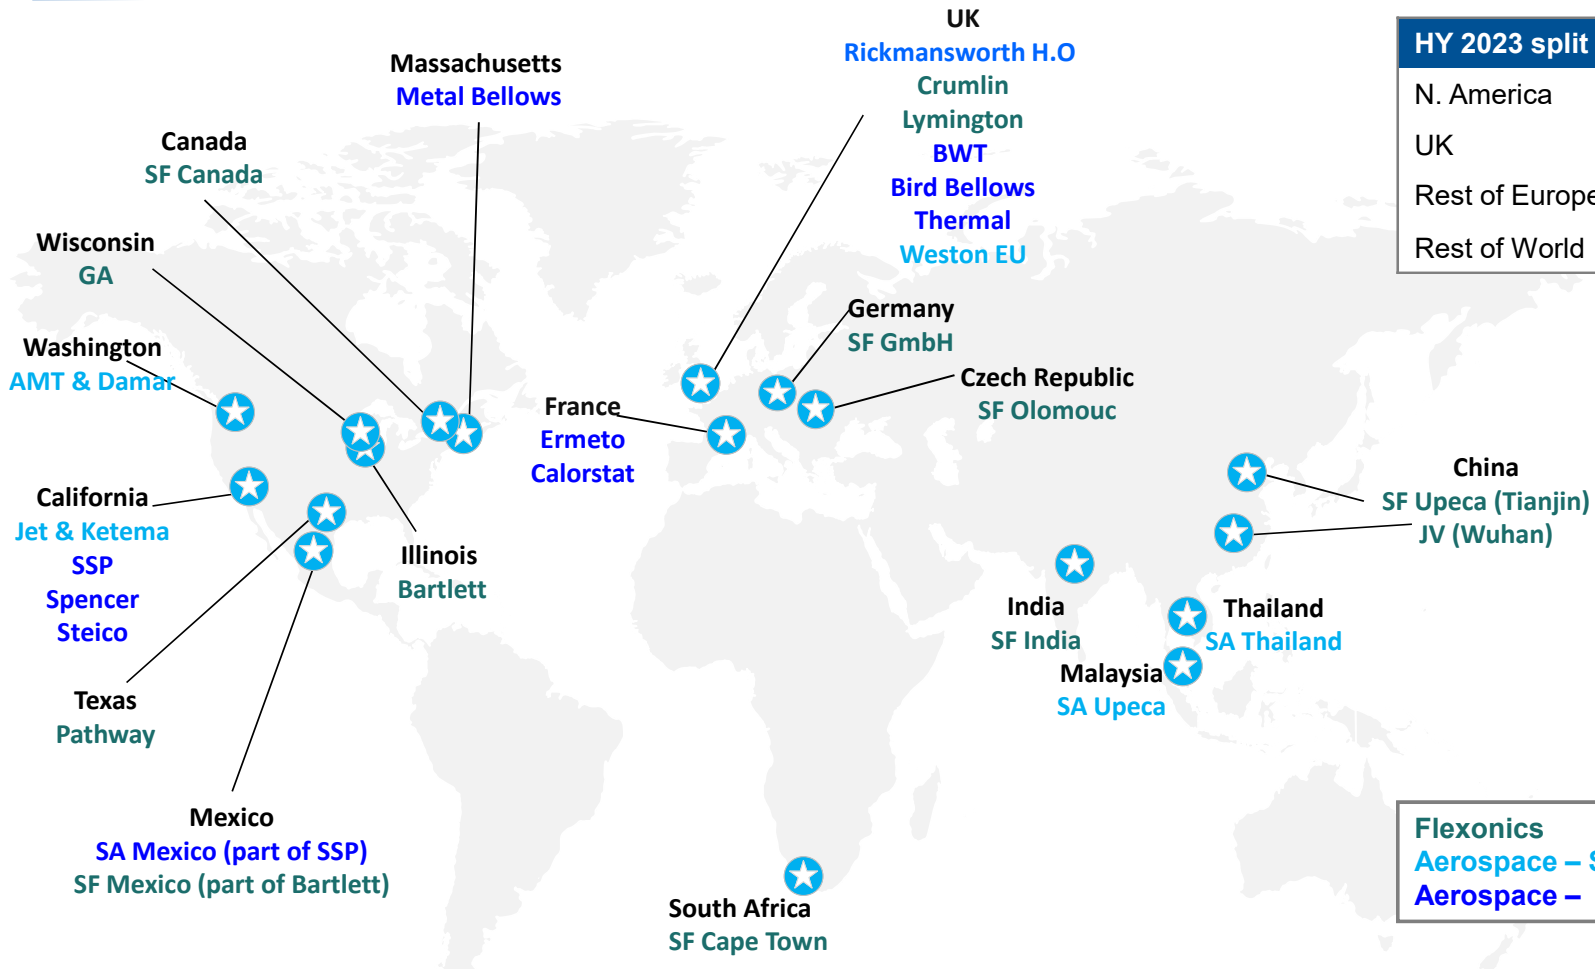 UK
Rickmansworth H.O
Crumlin
Lymington
BWT
Bird Bellows
Thermal
Weston EU
HY 2023 split
N. America
UK
Rest of Europe
Rest of World
Massachusetts
Metal Bellows
Canada
SF Canada
Wisconsin
GA
Washington
AMT & Damar
Germany
SF GmbH
Czech Republic
SF Olomouc
France
Ermeto
Calorstat
California
Jet & Ketema
SSP
Spencer
Steico
Illinois
Bartlett
China
SF Upeca (Tianjin)
JV (Wuhan)
India
SF India
Thailand
SA Thailand
Malaysia
SA Upeca
Texas
Pathway
Mexico
SA Mexico (part of SSP)
SF Mexico (part of Bartlett)
South Africa
SF Cape Town
Flexonics
Aerospace –
Aerospace –